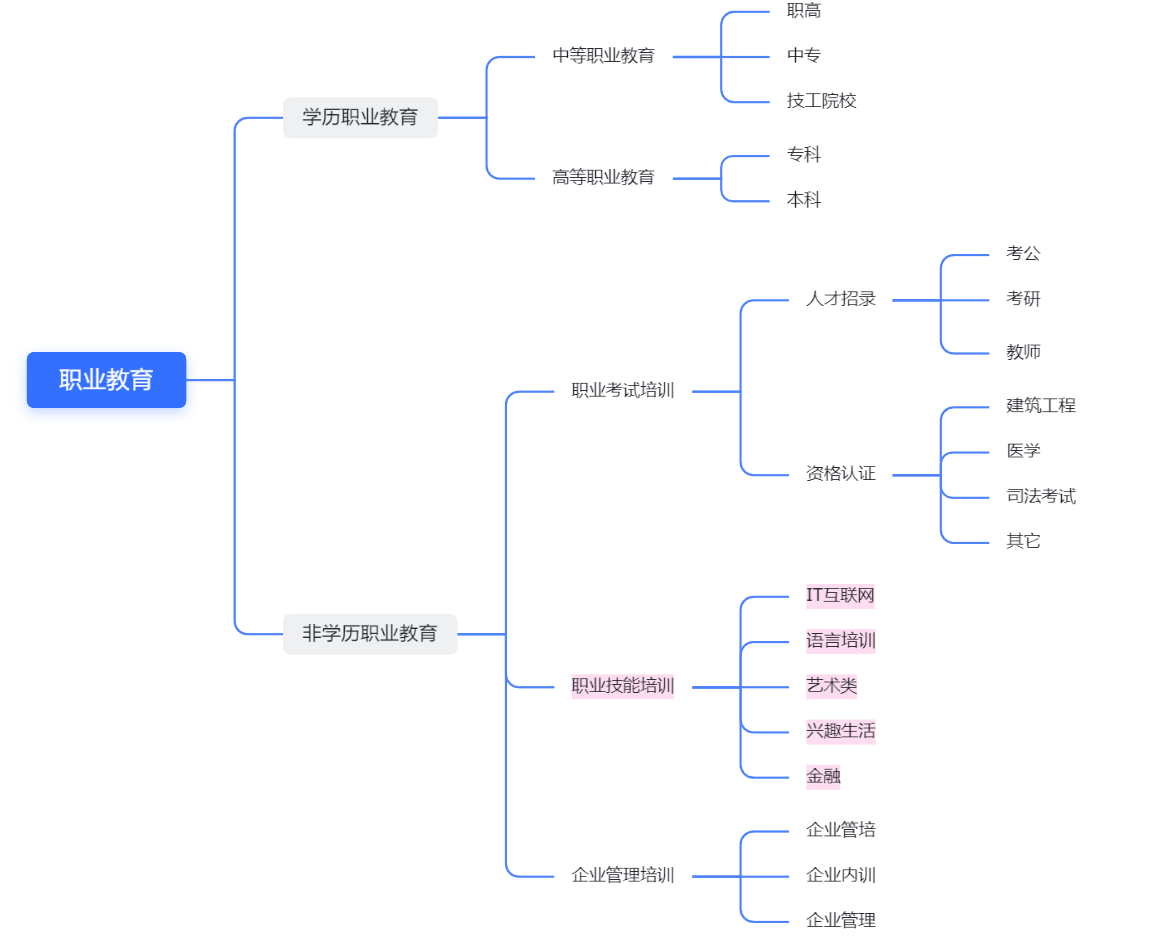 职业教育
学历职业教育
中等职业教育
职高
中专
技工院校
高等职业教育
专科
本科
非学历职业教育
职业考试培训
人才招录
考公
考研
教师
资格认证
建筑工程
医学
司法考试
其它
职业技能培训
IT互联网
语言培训
艺术类
兴趣生活
金融
企业管理培训
企业管培
企业内训
企业管理